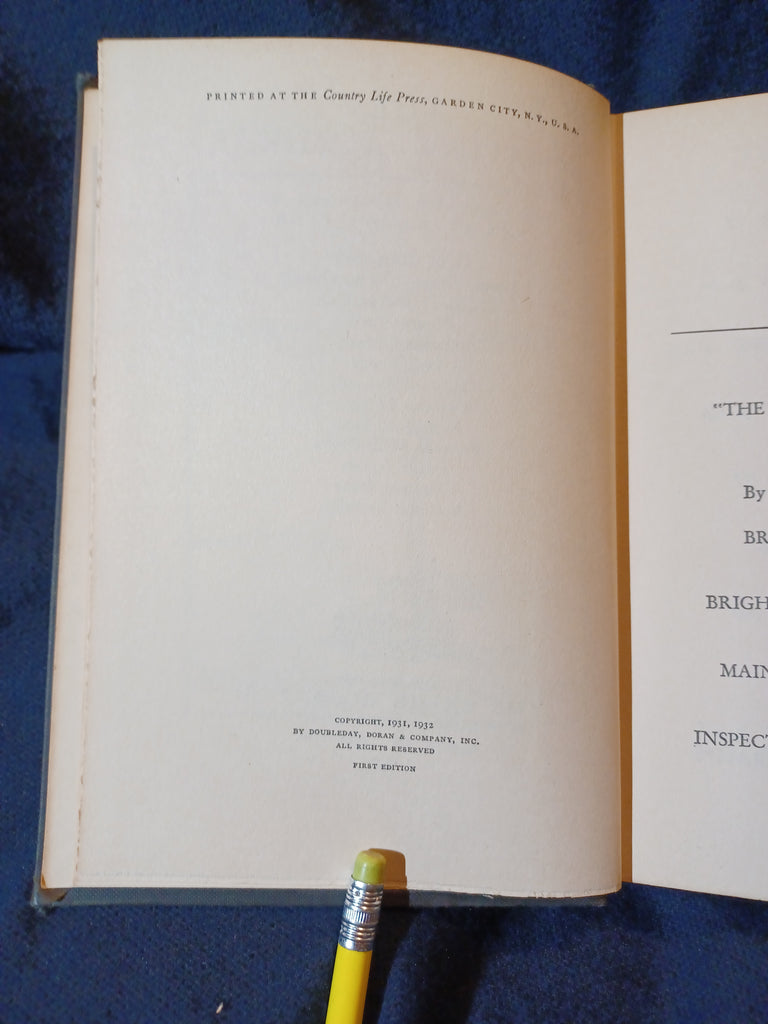 PRINTED AT THE Country Life Press, GARDEN CITY, N. Y., U. S. A.
COPYRIGHT, 1931, 1932
BY DOUBLEDAY, DORAN & COMPANY, INC.
ALL RIGHTS RESERVED
FIRST EDITION
"THE
By
BR
BRIGH
MAIN
INSPECT